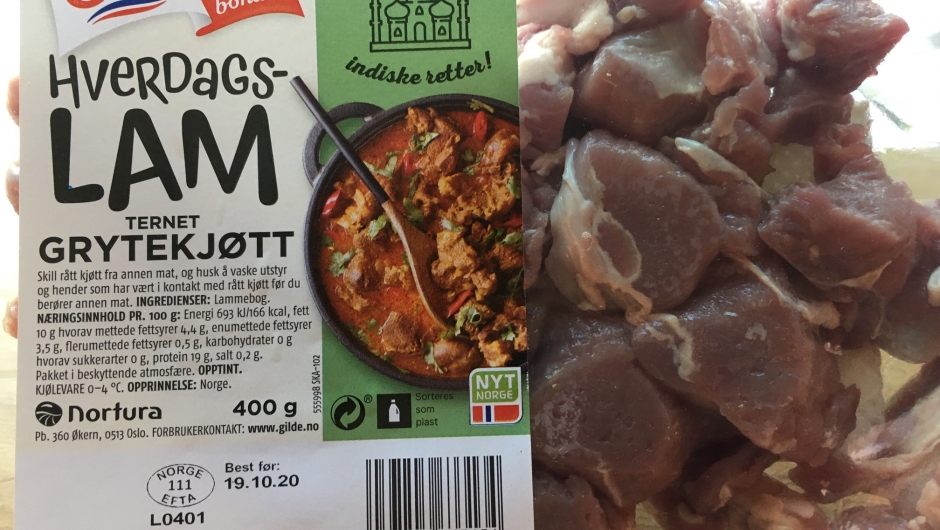 bonde
indiske retter!
HVERDAGS-
LAM
TERNET
GRYTEKJØTT
Skill rått kjøtt fra annen mat, og husk å vaske utstyr
og hender som har vært i kontakt med rått kjøtt før du
berører annen mat. INGREDIENSER: Lammebog.
NÆRINGSINNHOLD PR. 100 g: Energi 693 kJ/166 kcal, fett
10 g hvorav mettede fettsyrer 4,4 g, enumettede fettsyrer
3,5 g, flerumettede fettsyrer 0,5 g, karbohydrater 0 g
hvorav sukkerarter 0 g, protein 19 g, salt 0,2 g.
Pakket i beskyttende atmosfære. OPPTINT.
KJØLEVARE 0–4 °C. OPPRINNELSE: Norge.
Nortura 400 g
Pb. 360 Økern, 0513 Oslo. FORBRUKERKONTAKT: www.gilde.no
555998 SKA-102
®
Sorteres
som
plast
NYT
NORGE
NORGE
111
EFTA
L0401
Best før:
19.10.20